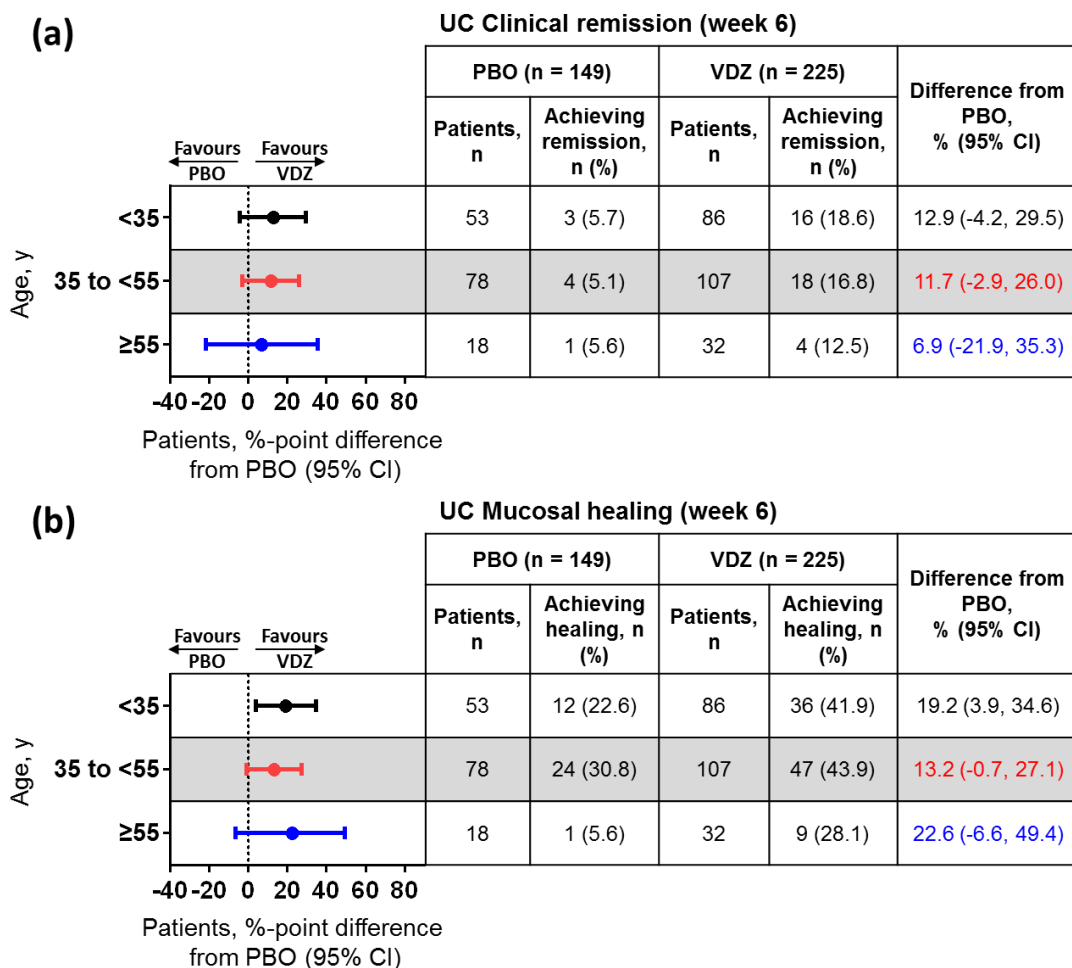 (a)
UC Clinical remission (week 6)
PBO (n = 149)
VDZ (n = 225)
Difference from
PBO,
% (95% CI)
Patients,
n
Achieving
remission,
n (%)
Patients,
n
Achieving
remission,
n (%)
Favours
PBO
Favours
VDZ
Age, y
<35 53 3 (5.7) 86 16 (18.6) 12.9 (-4.2, 29.5)
35 to <55 78 4 (5.1) 107 18 (16.8) 11.7 (-2.9, 26.0)
≥55 18 1 (5.6) 32 4 (12.5) 6.9 (-21.9, 35.3)
-40 -20 0 20 40 60 80
Patients, %-point difference
from PBO (95% CI)
(b)
UC Mucosal healing (week 6)
PBO (n = 149)
VDZ (n = 225)
Difference from
PBO,
% (95% CI)
Patients,
n
Achieving
healing, n
(%)
Patients,
n
Achieving
healing, n
(%)
Favours
PBO
Favours
VDZ
Age, y
<35 53 12 (22.6) 86 36 (41.9) 19.2 (3.9, 34.6)
35 to <55 78 24 (30.8) 107 47 (43.9) 13.2 (-0.7, 27.1)
≥55 18 1 (5.6) 32 9 (28.1) 22.6 (-6.6, 49.4)
-40 -20 0 20 40 60 80
Patients, %-point difference
from PBO (95% CI)